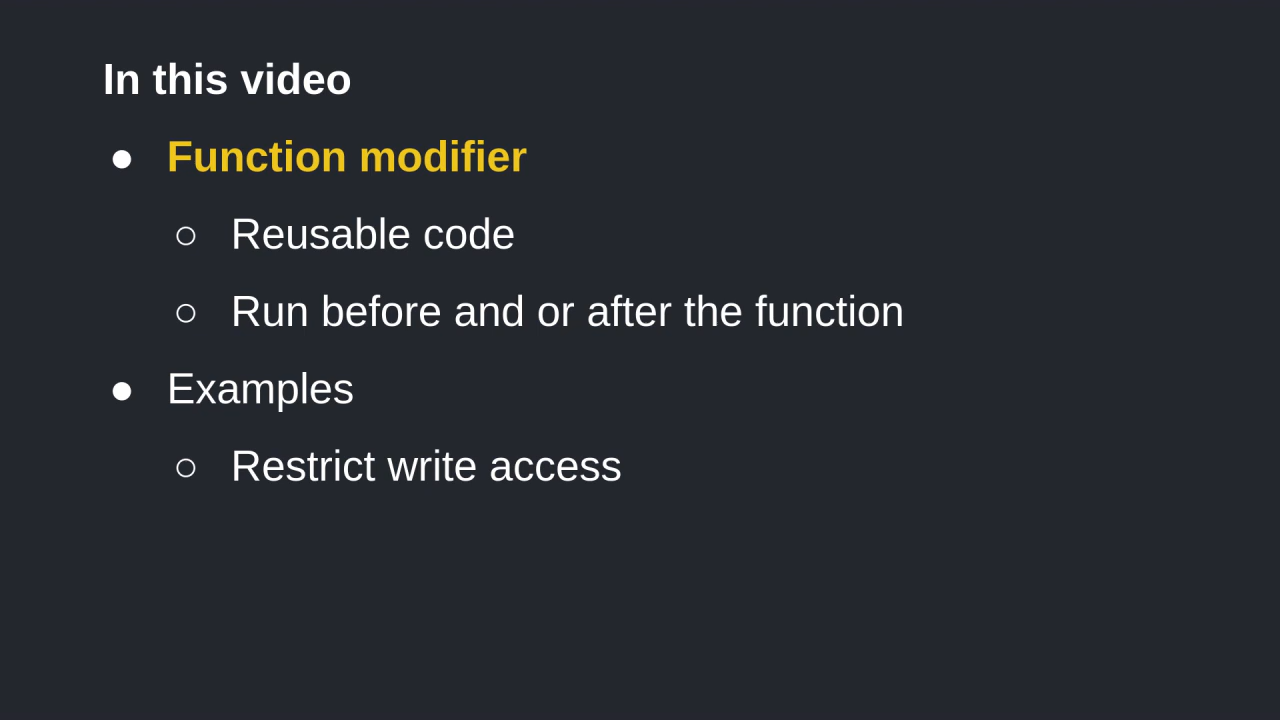 In this video
● Function modifier
○ Reusable code
○ Run before and or after the function
● Examples
○ Restrict write access